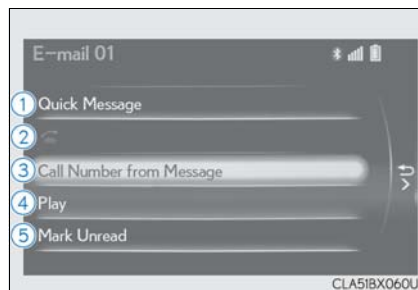 E-mail 01
1 Quick Message
2
3 Call Number from Message
4 Play
5 Mark Unread
CLA51BX060U